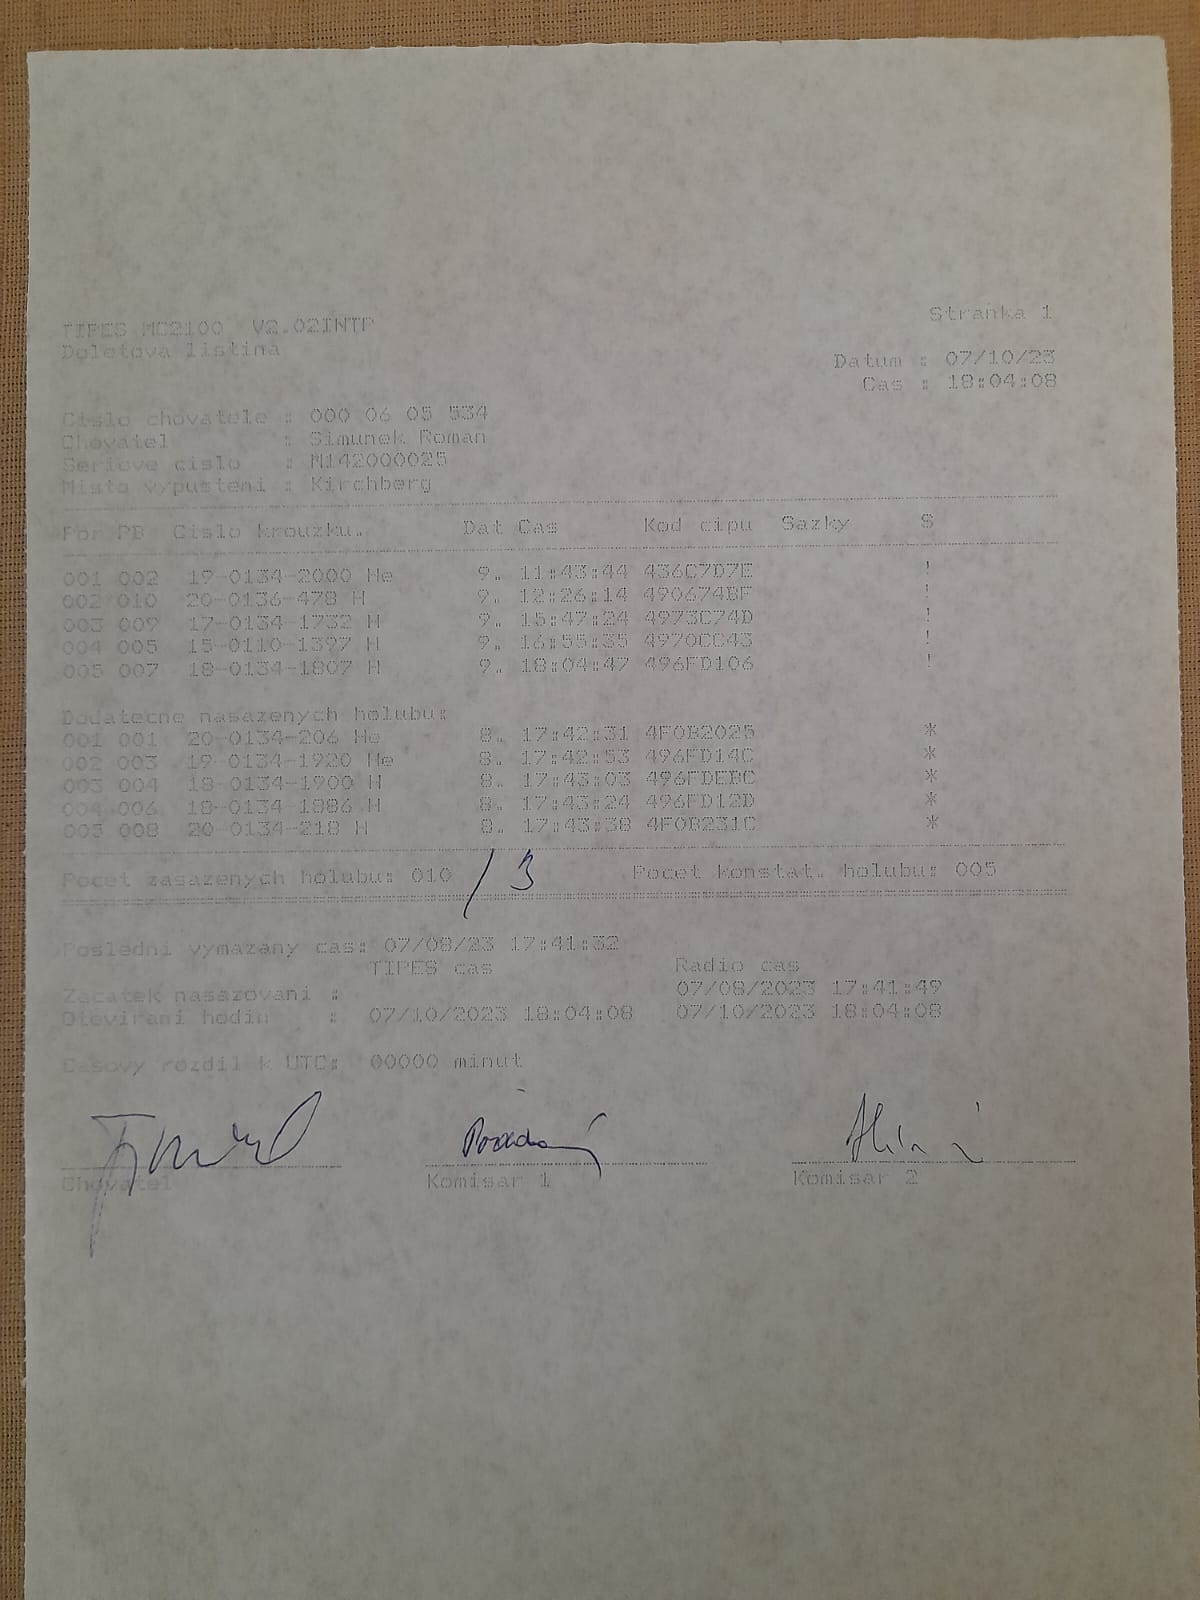 TIPES MC2100 V2.02INTP
Stranka 1
Doletova listina
Datum : 07/10/23
Cas : 18:04:08
Cislo chovatele : 000 06 05 534
Chovatel : Simunek Roman
Seriove cislo : M142000025
Misto vypusteni : Kirchberg
Por PB Cislo krouzku. Dat Cas Kod cipu Sazky S
001 002 19-0134-2000 He 9. 11:43:44 436C7D7E !
002 010 20-0136-478 H 9. 12:26:14 490674BF !
003 009 17-0134-1732 H 9. 15:47:24 4973C74D !
004 005 15-0110-1397 H 9. 16:55:35 4970CC43 !
005 007 18-0134-1807 H 9. 18:04:47 496FD106 !
Dodatecne nasazenych holubu:
001 001 20-0134-206 He 8. 17:42:31 4F0B2025 *
002 003 19-0134-1920 He 8. 17:42:53 496FD14C *
003 004 18-0134-1900 H 8. 17:43:03 496FDEBC *
004 006 18-0134-1886 H 8. 17:43:24 496FD12D *
005 008 20-0134-218 H 8. 17:43:38 4F0B231C *
Pocet zasazenych holubu: 010 / 3 Pocet konstat. holubu: 005
Posledni vymazany cas: 07/08/23 17:41:32
TIPES cas Radio cas
Zacatek nasazovani : 07/08/2023 17:41:49
Otevirani hodin : 07/10/2023 18:04:08 07/10/2023 18:04:08
Casovy rozdil k UTC: 00000 minut
Chovatel Komisar 1 Komisar 2